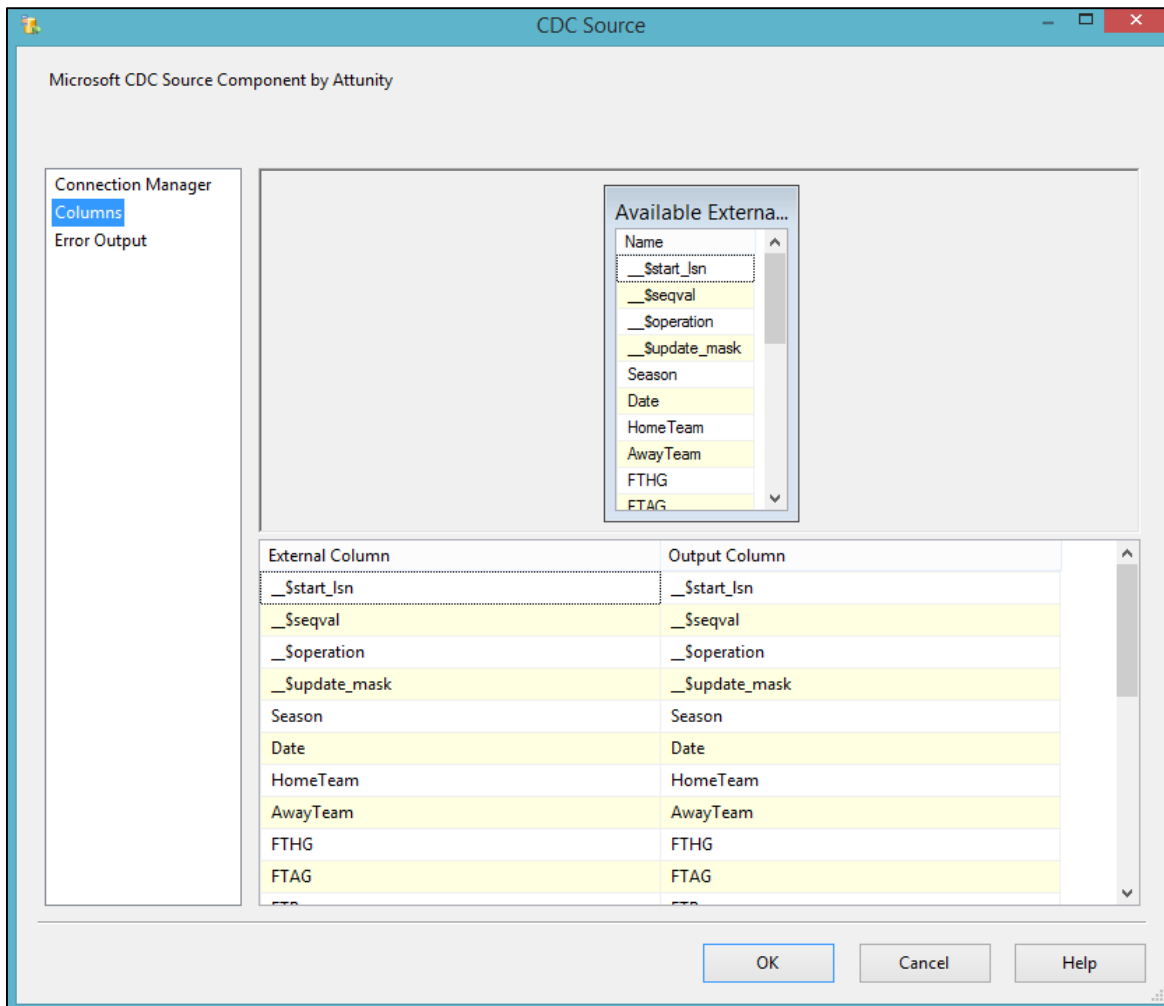 CDC Source
Microsoft CDC Source Component by Attunity
Connection Manager
Columns
Error Output
Available Externa...
Name
__$start_lsn
__$seqval
__$operation
__$update_mask
Season
Date
HomeTeam
AwayTeam
FTHG
FTAG
External Column Output Column
__$start_lsn __$start_lsn
__$seqval __$seqval
__$operation __$operation
__$update_mask __$update_mask
Season Season
Date Date
HomeTeam HomeTeam
AwayTeam AwayTeam
FTHG FTHG
FTAG FTAG
OK Cancel Help